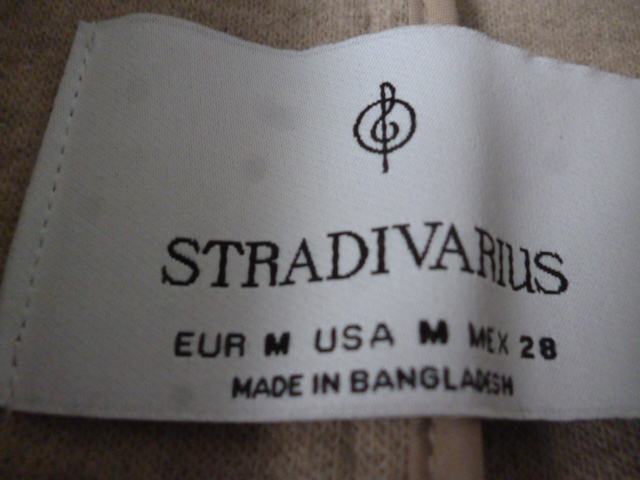 STRADIVARIUS
EUR M USA M MEX 28
MADE IN BANGLADESH